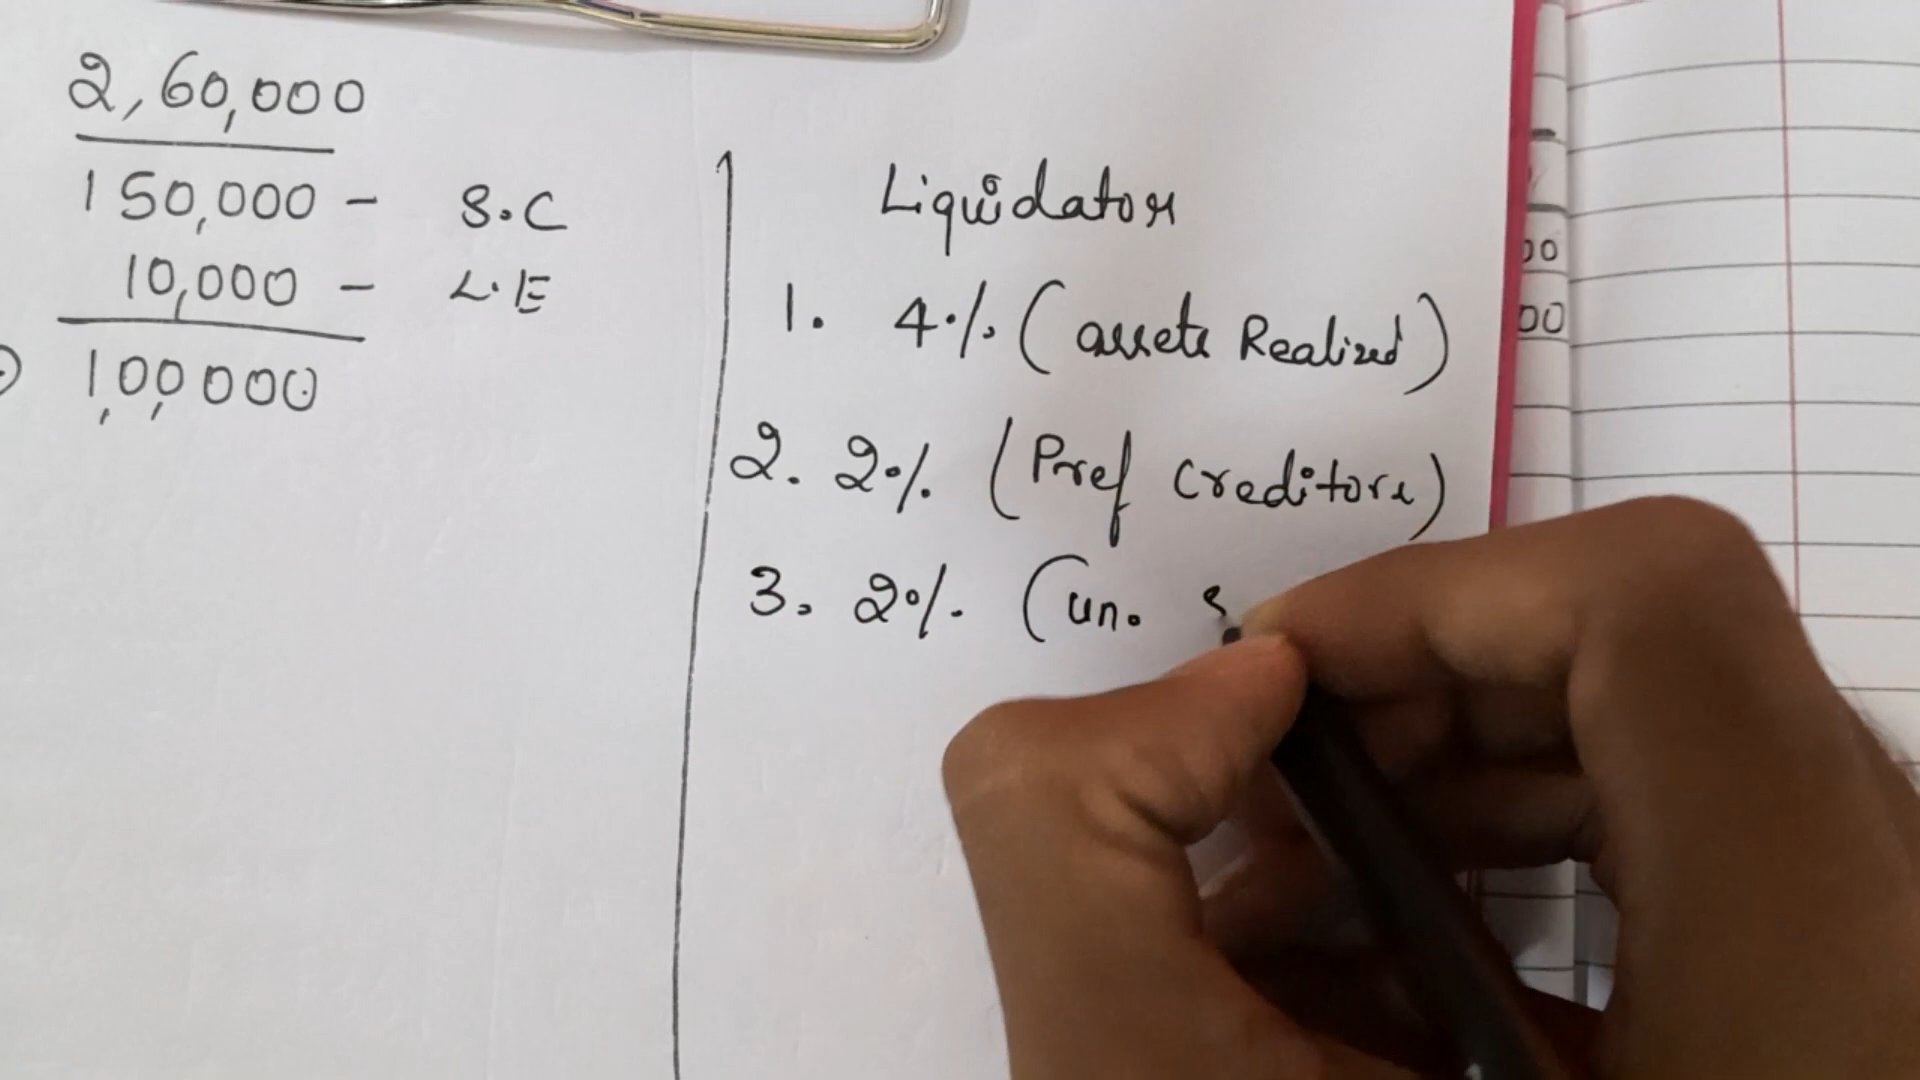 2,60,000
150,000 - S.C
10,000 - L.E
1,00,000
Liquidator
1. 4% (assets Realized)
2. 2% (Pref creditors)
3. 2% (un. s
00
00